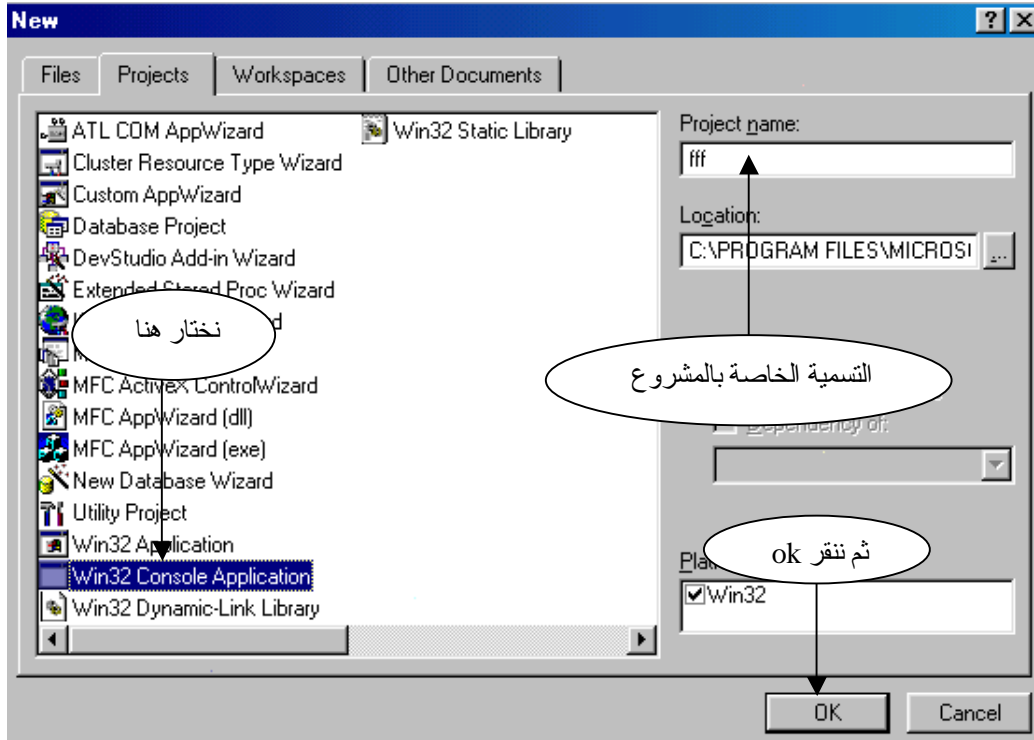 New
Files Projects Workspaces Other Documents
ATL COM AppWizard
Cluster Resource Type Wizard
Custom AppWizard
Database Project
DevStudio Add-in Wizard
Extended Stored Proc Wizard
نختار هنا
MFC ActiveX ControlWizard
MFC AppWizard (dll)
MFC AppWizard (exe)
New Database Wizard
Utility Project
Win32 Application
Win32 Console Application
Win32 Dynamic-Link Library
Win32 Static Library
Project name:
fff
Location:
C:\PROGRAM FILES\MICROS
...
التسمية الخاصة بالمشروع
Dependency of:
ثم ننقر ok
Win32
OK Cancel